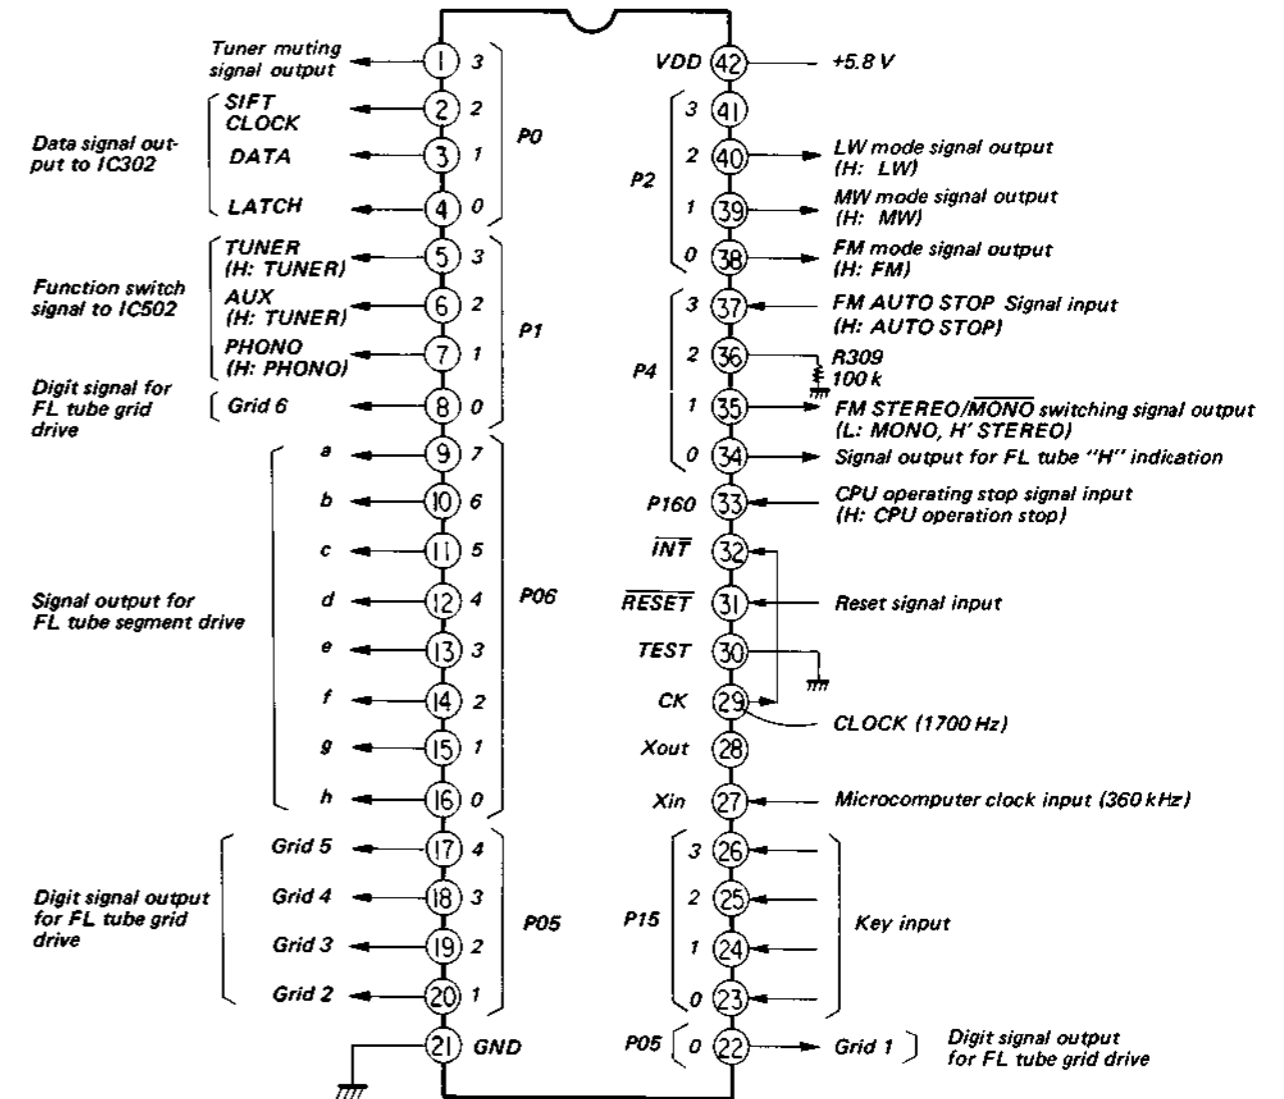 Tuner muting
signal output
1 3
SIFT
CLOCK
2 2
Data signal out-
put to IC302
DATA
3 1
P0
LATCH
4 0
TUNER
(H: TUNER)
5 3
Function switch
signal to IC502
AUX
(H: TUNER)
6 2
P1
PHONO
(H: PHONO)
7 1
Digit signal for
FL tube grid
drive
Grid 6
8 0
a 9 7
b 10 6
c 11 5
Signal output for
FL tube segment drive
d 12 4
P06
e 13 3
f 14 2
g 15 1
h 16 0
Grid 5 17 4
Digit signal output
for FL tube grid
drive
Grid 4 18 3
P05
Grid 3 19 2
Grid 2 20 1
21 GND
VDD 42 +5.8 V
3 41
P2
2 40 LW mode signal output
(H: LW)
1 39 MW mode signal output
(H: MW)
0 38 FM mode signal output
(H: FM)
3 37 FM AUTO STOP Signal input
(H: AUTO STOP)
P4
2 36 R309
100 k
1 35 FM STEREO/MONO switching signal output
(L: MONO, H' STEREO)
0 34 Signal output for FL tube "H" indication
P160 33 CPU operating stop signal input
(H: CPU operation stop)
INT 32
RESET 31 Reset signal input
TEST 30
CK 29
CLOCK (1700 Hz)
Xout 28
Xin 27 Microcomputer clock input (360 kHz)
3 26
P15
2 25
Key input
1 24
0 23
P05 0 22 Grid 1
Digit signal output
for FL tube grid drive